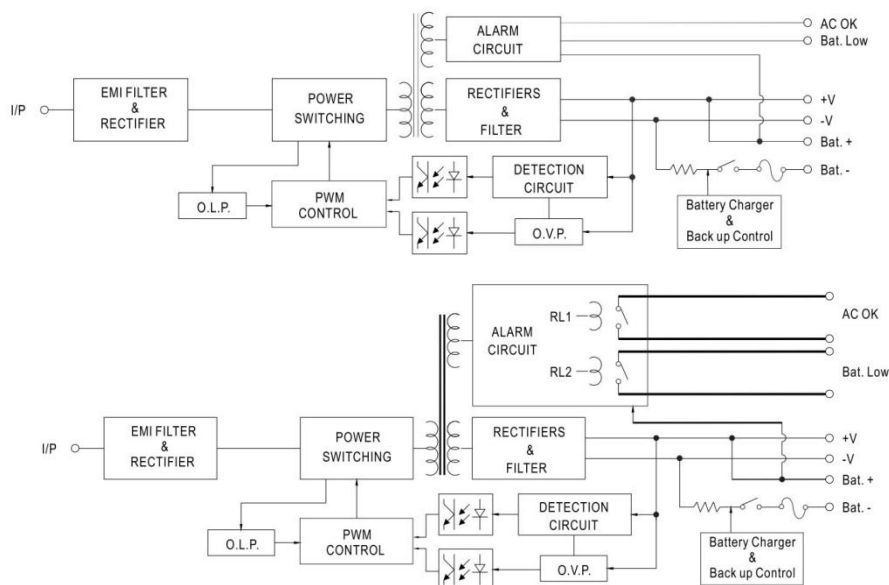 AC OK
ALARM
CIRCUIT
Bat. Low
EMI FILTER
&
RECTIFIER
POWER
SWITCHING
RECTIFIERS
&
FILTER
+V
I/P
-V
Bat. +
DETECTION
CIRCUIT
Bat. -
PWM
CONTROL
O.L.P.
Battery Charger
&
Back up Control
O.V.P.
RL1
AC OK
ALARM
CIRCUIT
RL2
Bat. Low
EMI FILTER
&
RECTIFIER
POWER
SWITCHING
RECTIFIERS
&
FILTER
+V
I/P
-V
Bat. +
DETECTION
CIRCUIT
Bat. -
PWM
CONTROL
O.L.P.
Battery Charger
&
Back up Control
O.V.P.